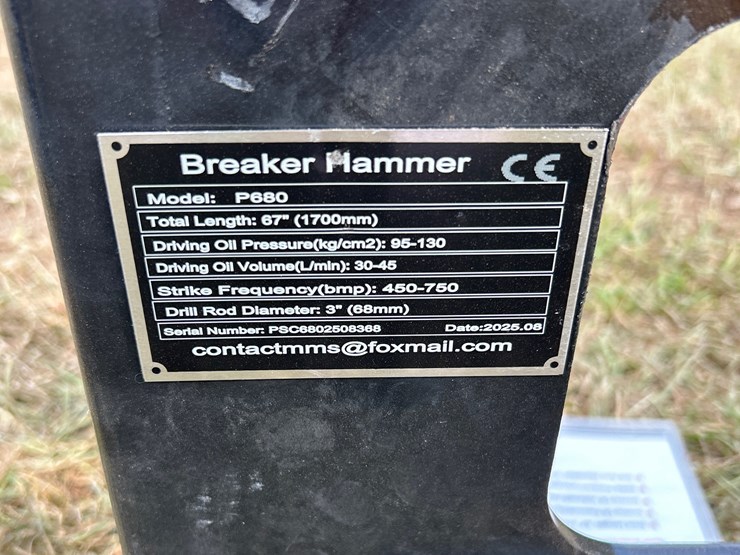 Breaker Hammer CE
Model: P680
Total Length: 67" (1700mm)
Driving Oil Pressure(kg/cm2): 95-130
Driving Oil Volume(L/min): 30-45
Strike Frequency(bmp): 450-750
Drill Rod Diameter: 3" (68mm)
Serial Number: PSC6802508368 Date:2025.08
contactmms@foxmail.com